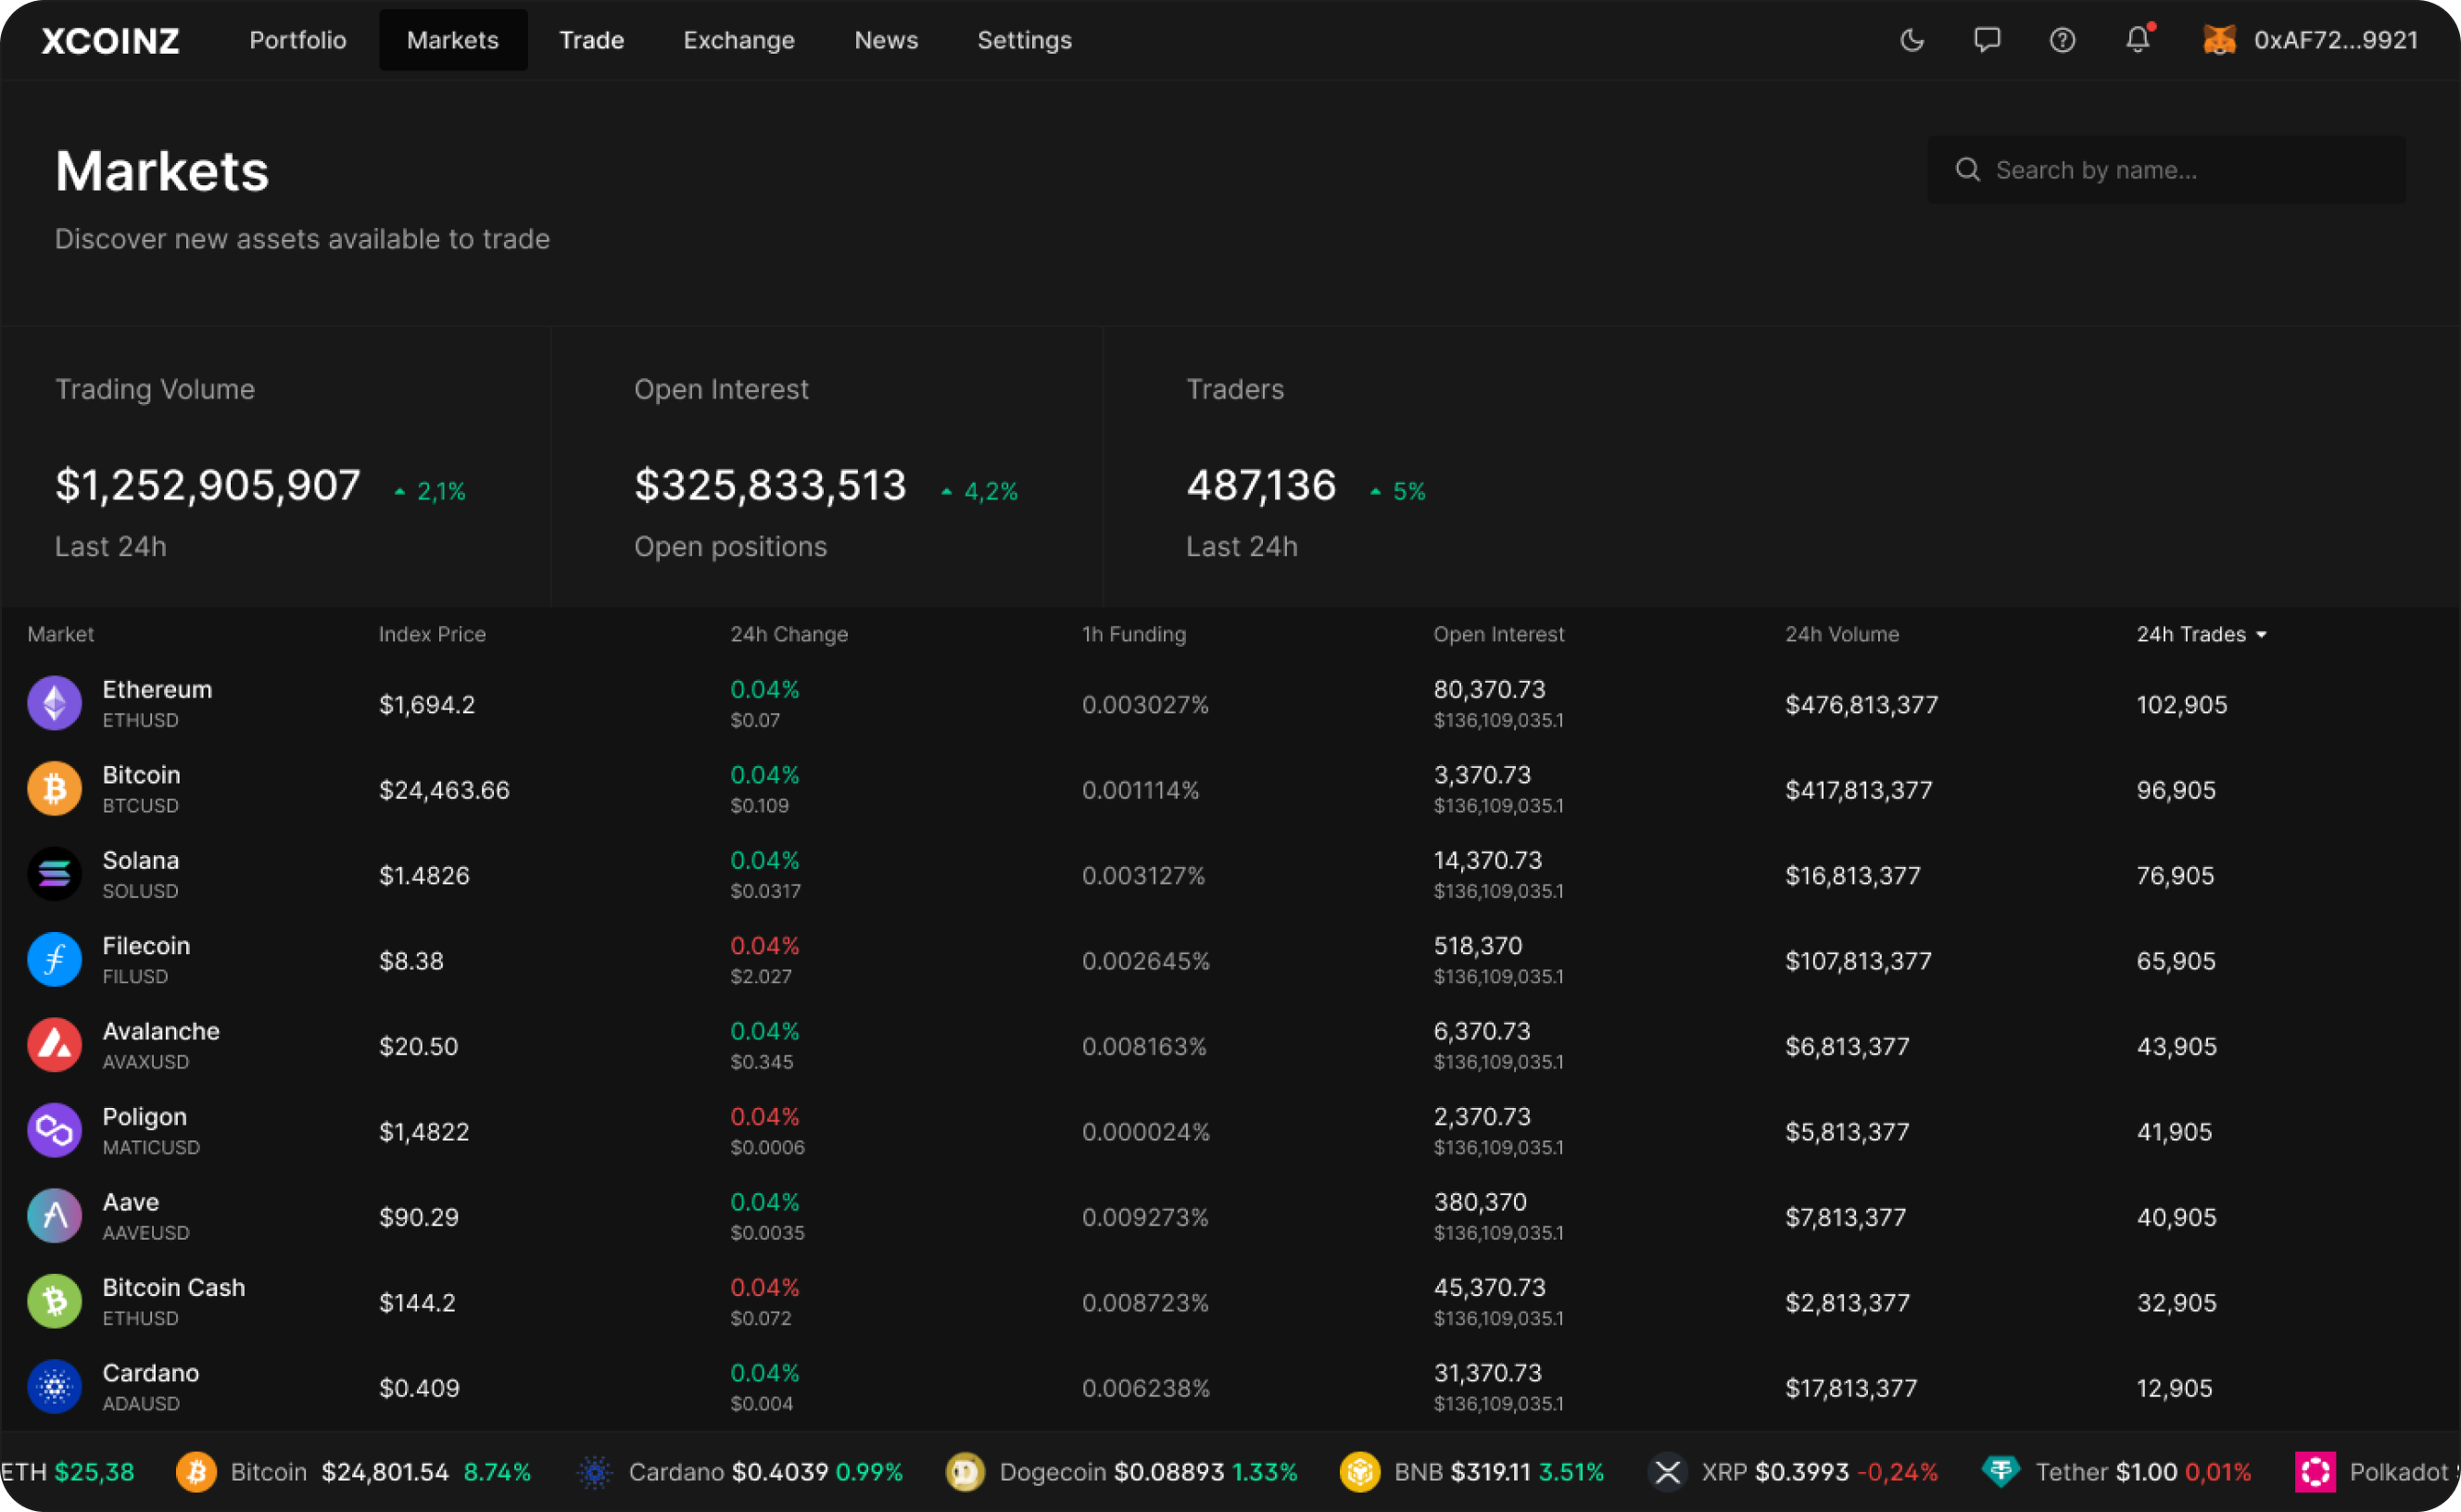 XCOINZ Portfolio Markets Trade Exchange News Settings 0xAF72...9921
Markets
Search by name...
Discover new assets available to trade
Trading Volume Open Interest Traders
$1,252,905,907 2,1% $325,833,513 4,2% 487,136 5%
Last 24h Open positions Last 24h
Market Index Price 24h Change 1h Funding Open Interest 24h Volume 24h Trades
Ethereum 0.04% 80,370.73
$1,694.2 0.003027% $476,813,377 102,905
ETHUSD $0.07 $136,109,035.1
Bitcoin 0.04% 3,370.73
$24,463.66 0.001114% $417,813,377 96,905
BTCUSD $0.109 $136,109,035.1
Solana 0.04% 14,370.73
$1.4826 0.003127% $16,813,377 76,905
SOLUSD $0.0317 $136,109,035.1
Filecoin 0.04% 518,370
$8.38 0.002645% $107,813,377 65,905
FILUSD $2.027 $136,109,035.1
Avalanche 0.04% 6,370.73
$20.50 0.008163% $6,813,377 43,905
AVAXUSD $0.345 $136,109,035.1
Poligon 0.04% 2,370.73
$1,4822 0.000024% $5,813,377 41,905
MATICUSD $0.0006 $136,109,035.1
Aave 0.04% 380,370
$90.29 0.009273% $7,813,377 40,905
AAVEUSD $0.0035 $136,109,035.1
Bitcoin Cash 0.04% 45,370.73
$144.2 0.008723% $2,813,377 32,905
ETHUSD $0.072 $136,109,035.1
Cardano 0.04% 31,370.73
$0.409 0.006238% $17,813,377 12,905
ADAUSD $0.004 $136,109,035.1
ETH $25,38 Bitcoin $24,801.54 8.74% Cardano $0.4039 0.99% Dogecoin $0.08893 1.33% BNB $319.11 3.51% XRP $0.3993 -0,24% Tether $1.00 0,01% Polkadot